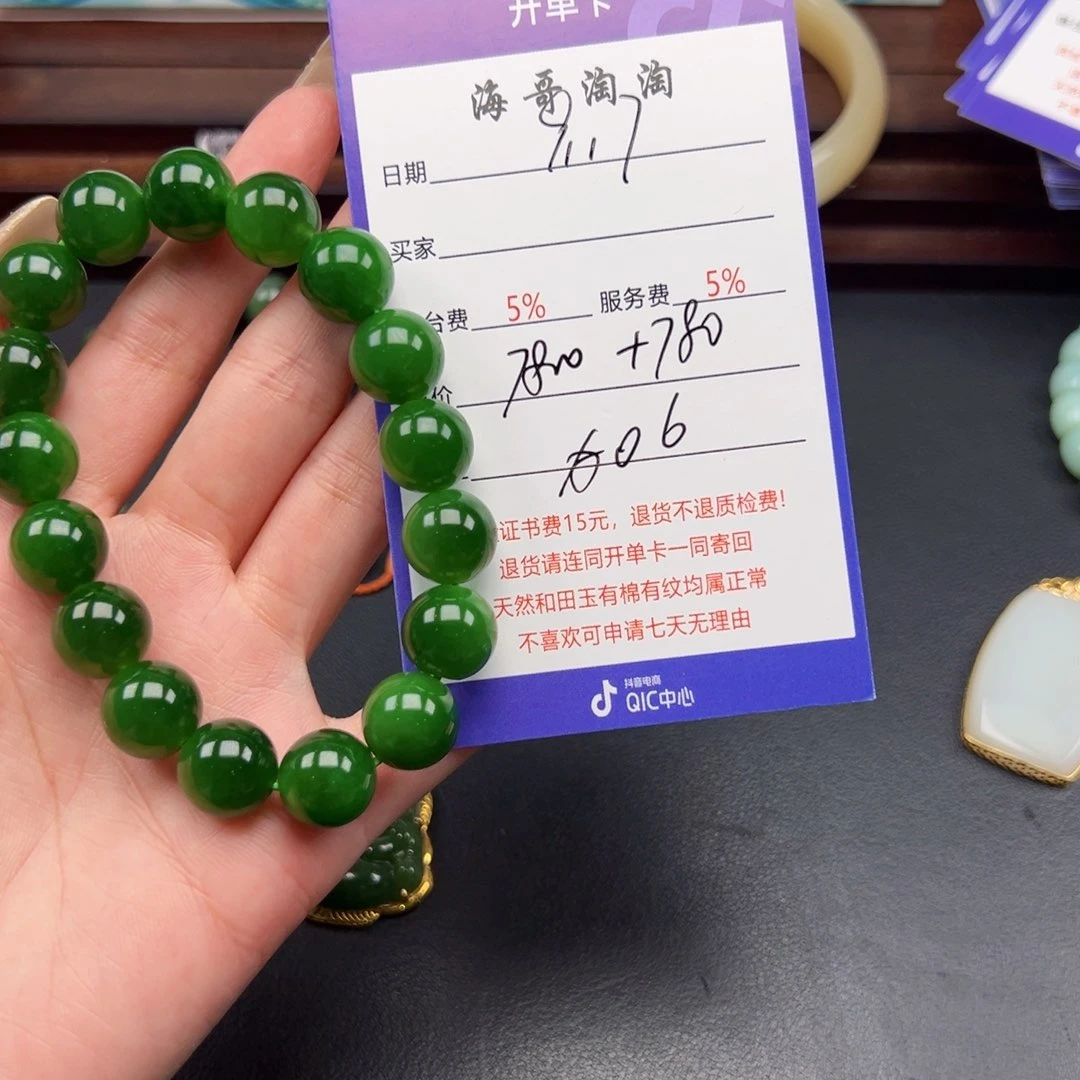 开单卡
海哥淘淘
日期 11.7
买家
台费 5% 服务费 5%
价 7800 +780
606
证书费15元，退货不退质检费!
退货请连同开单卡一同寄回
天然和田玉有棉有纹均属正常
不喜欢可申请七天无理由
抖音电商
QIC中心